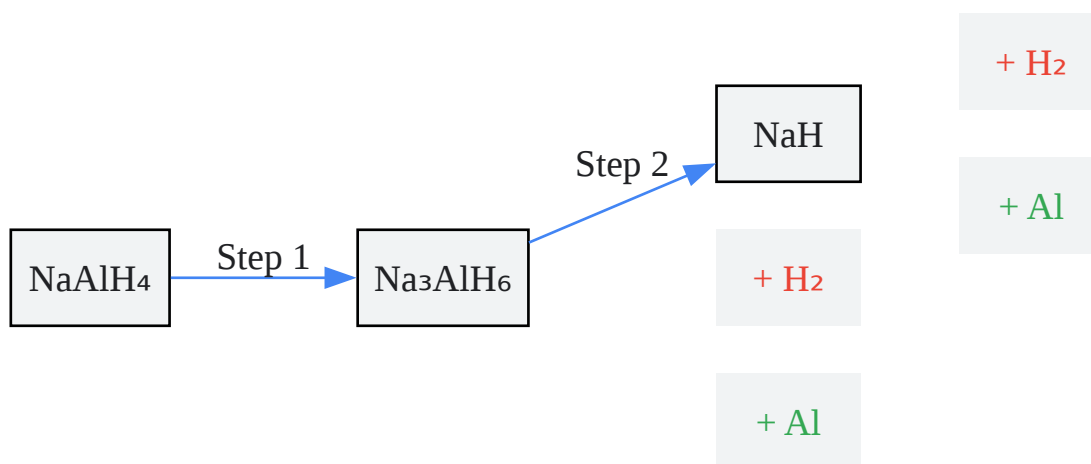 NaAlH₄
Step 1
Na₃AlH₆
Step 2
NaH
+ H₂
+ Al
+ H₂
+ Al